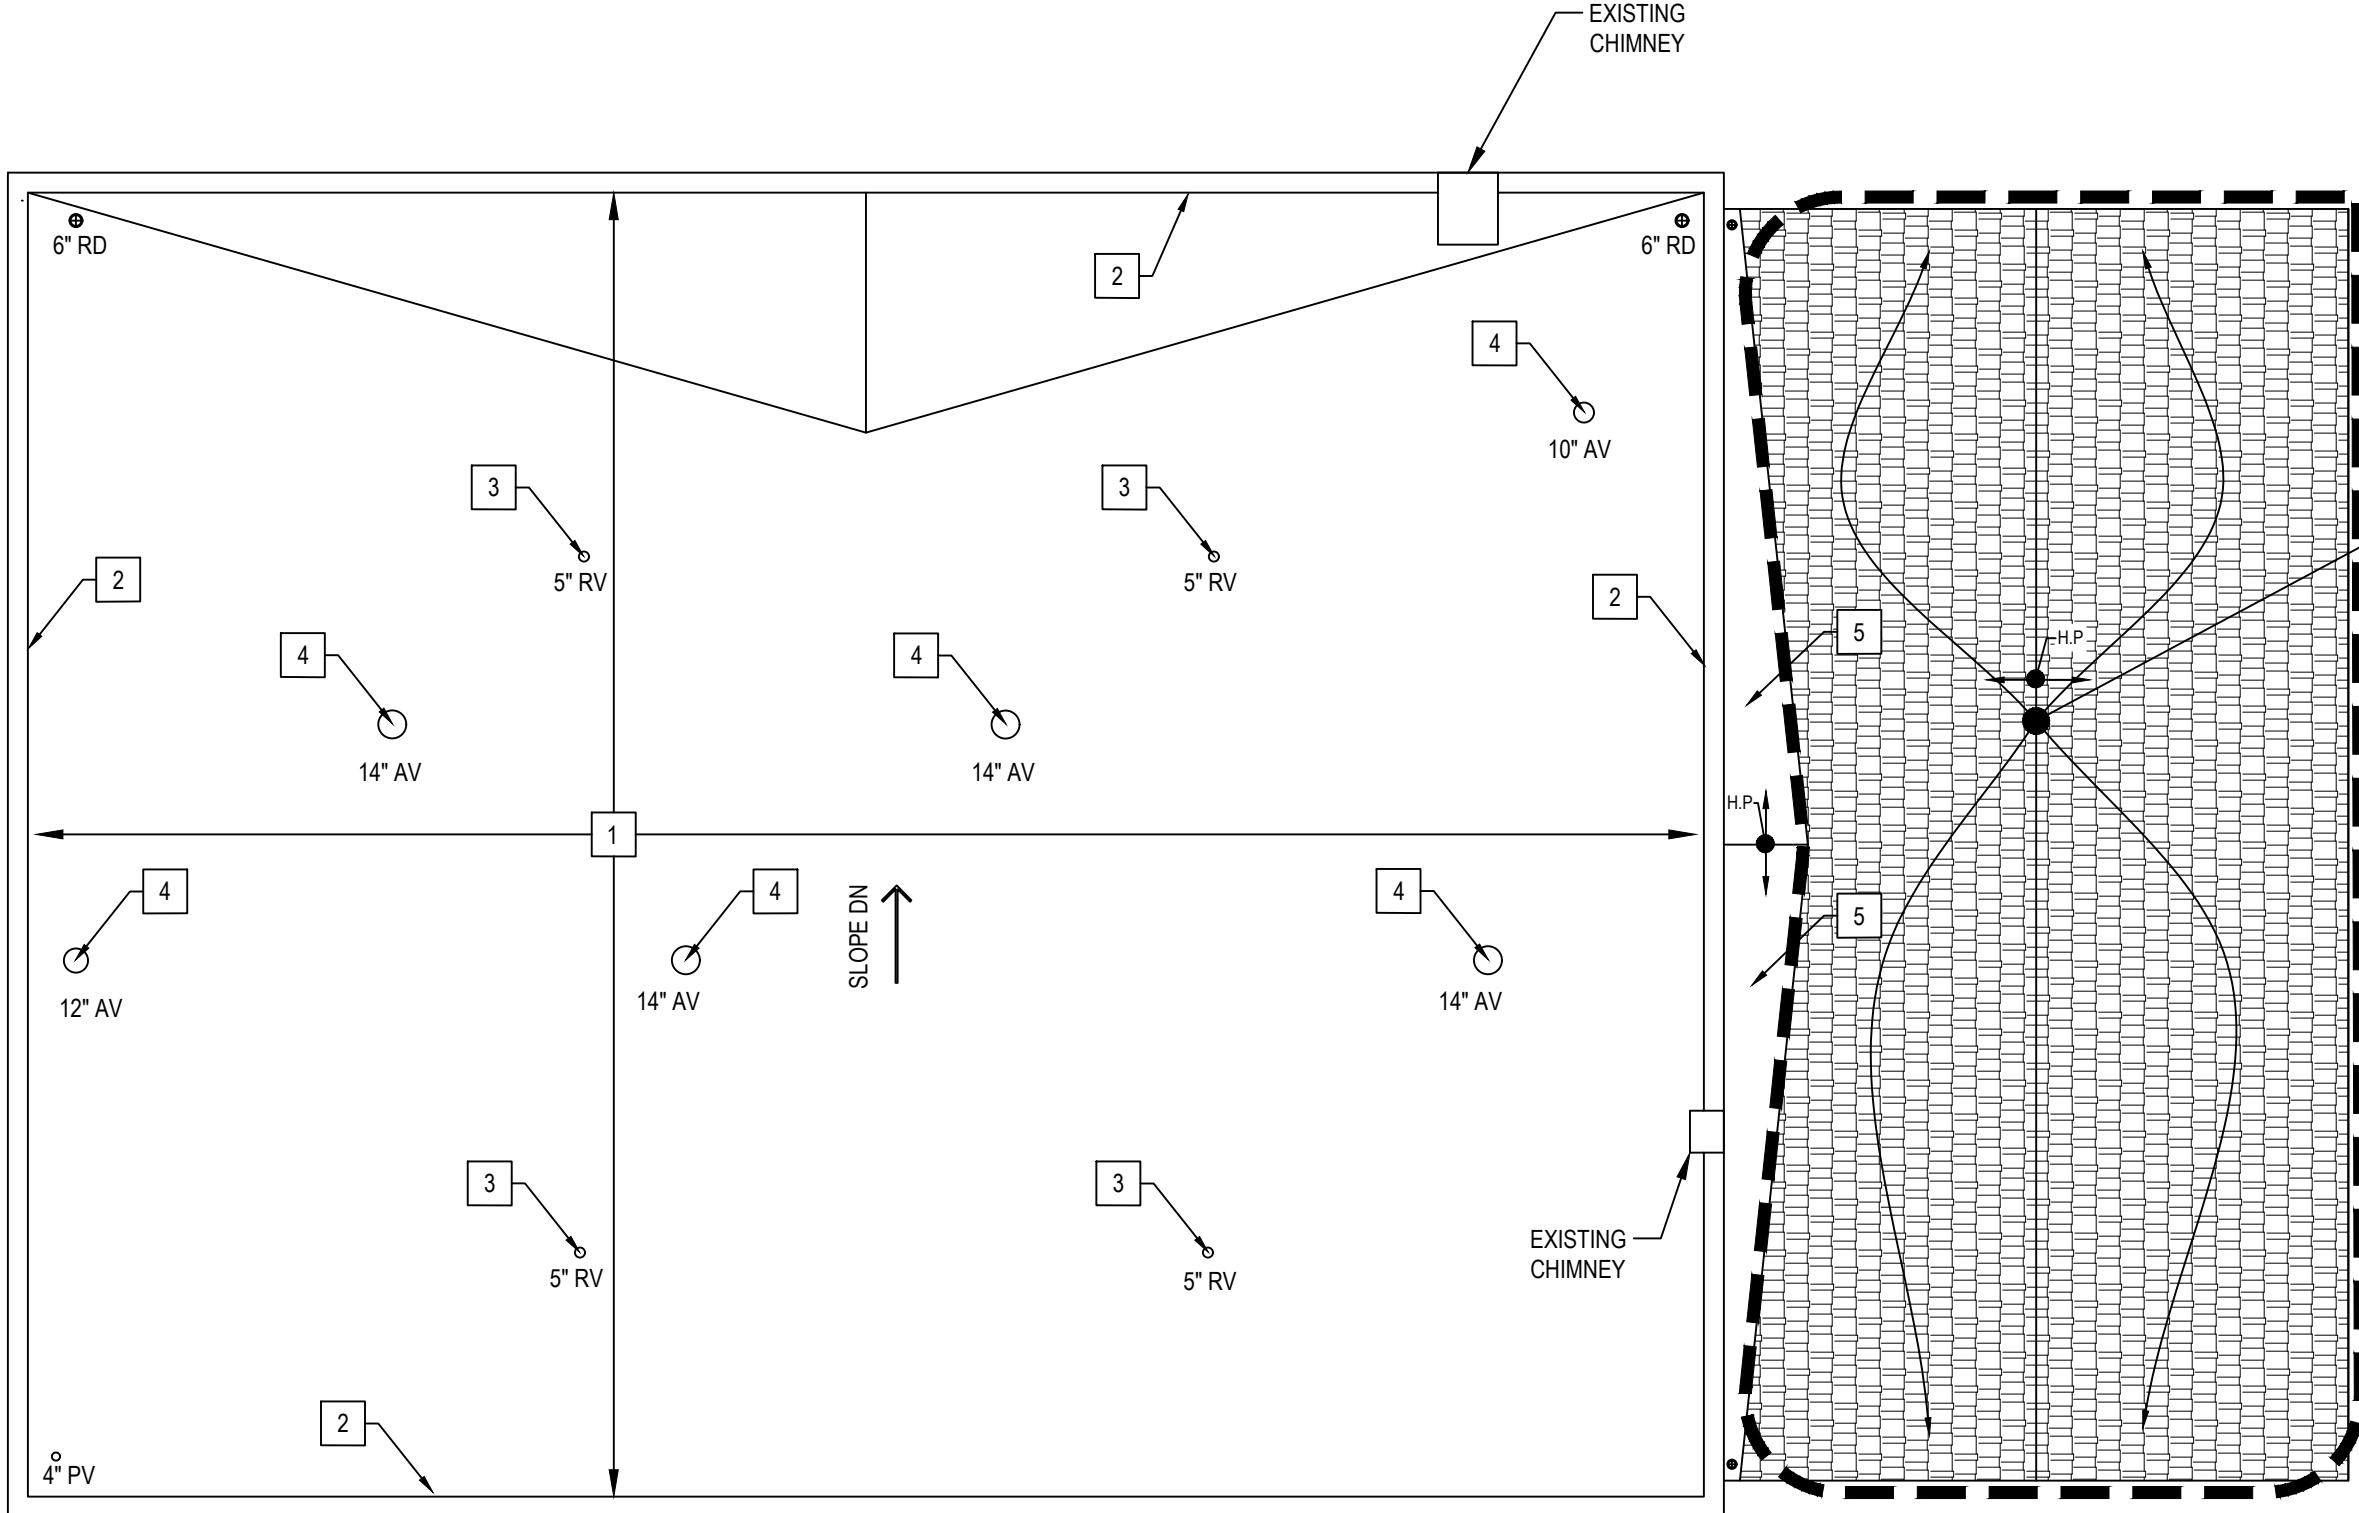 EXISTING
CHIMNEY
6" RD
6" RD
2
4
10" AV
3
5" RV
3
5" RV
2
2
5
H.P
4
14" AV
4
14" AV
H.P
1
4
12" AV
4
14" AV
SLOPE DN
4
14" AV
5
3
5" RV
3
5" RV
EXISTING
CHIMNEY
2
4" PV